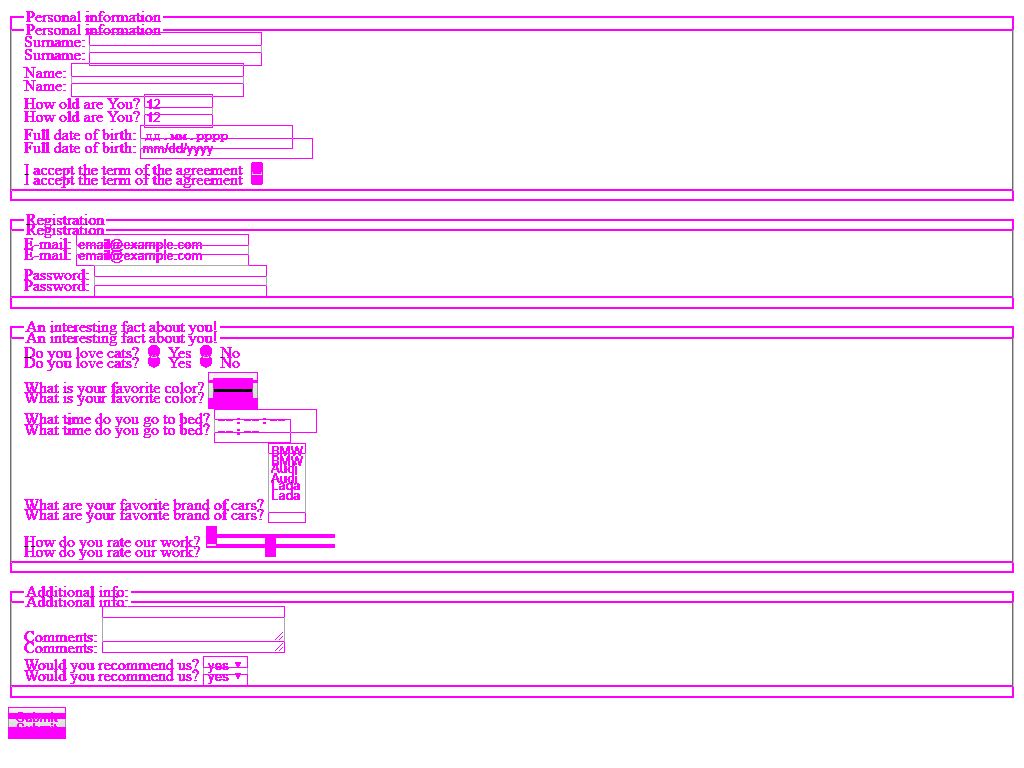 Personal information
Personal information
Surname:
Surname:
Name:
Name:
How old are You? 12
How old are You? 12
Full date of birth: дд.мм.гггг
Full date of birth: mm/dd/yyyy
I accept the term of the agreement
I accept the term of the agreement
Registration
Registration
E-mail: email@example.com
E-mail: email@example.com
Password:
Password:
An interesting fact about you!
An interesting fact about you!
Do you love cats? Yes No
Do you love cats? Yes No
What is your favorite color?
What is your favorite color?
What time do you go to bed? --:--:--
What time do you go to bed? --:--
BMW
BMW
Audi
Audi
Lada
Lada
What are your favorite brand of cars?
What are your favorite brand of cars?
How do you rate our work?
How do you rate our work?
Additional info:
Additional info:
Comments:
Comments:
Would you recommend us? yes
Would you recommend us? yes
Submit
Submit